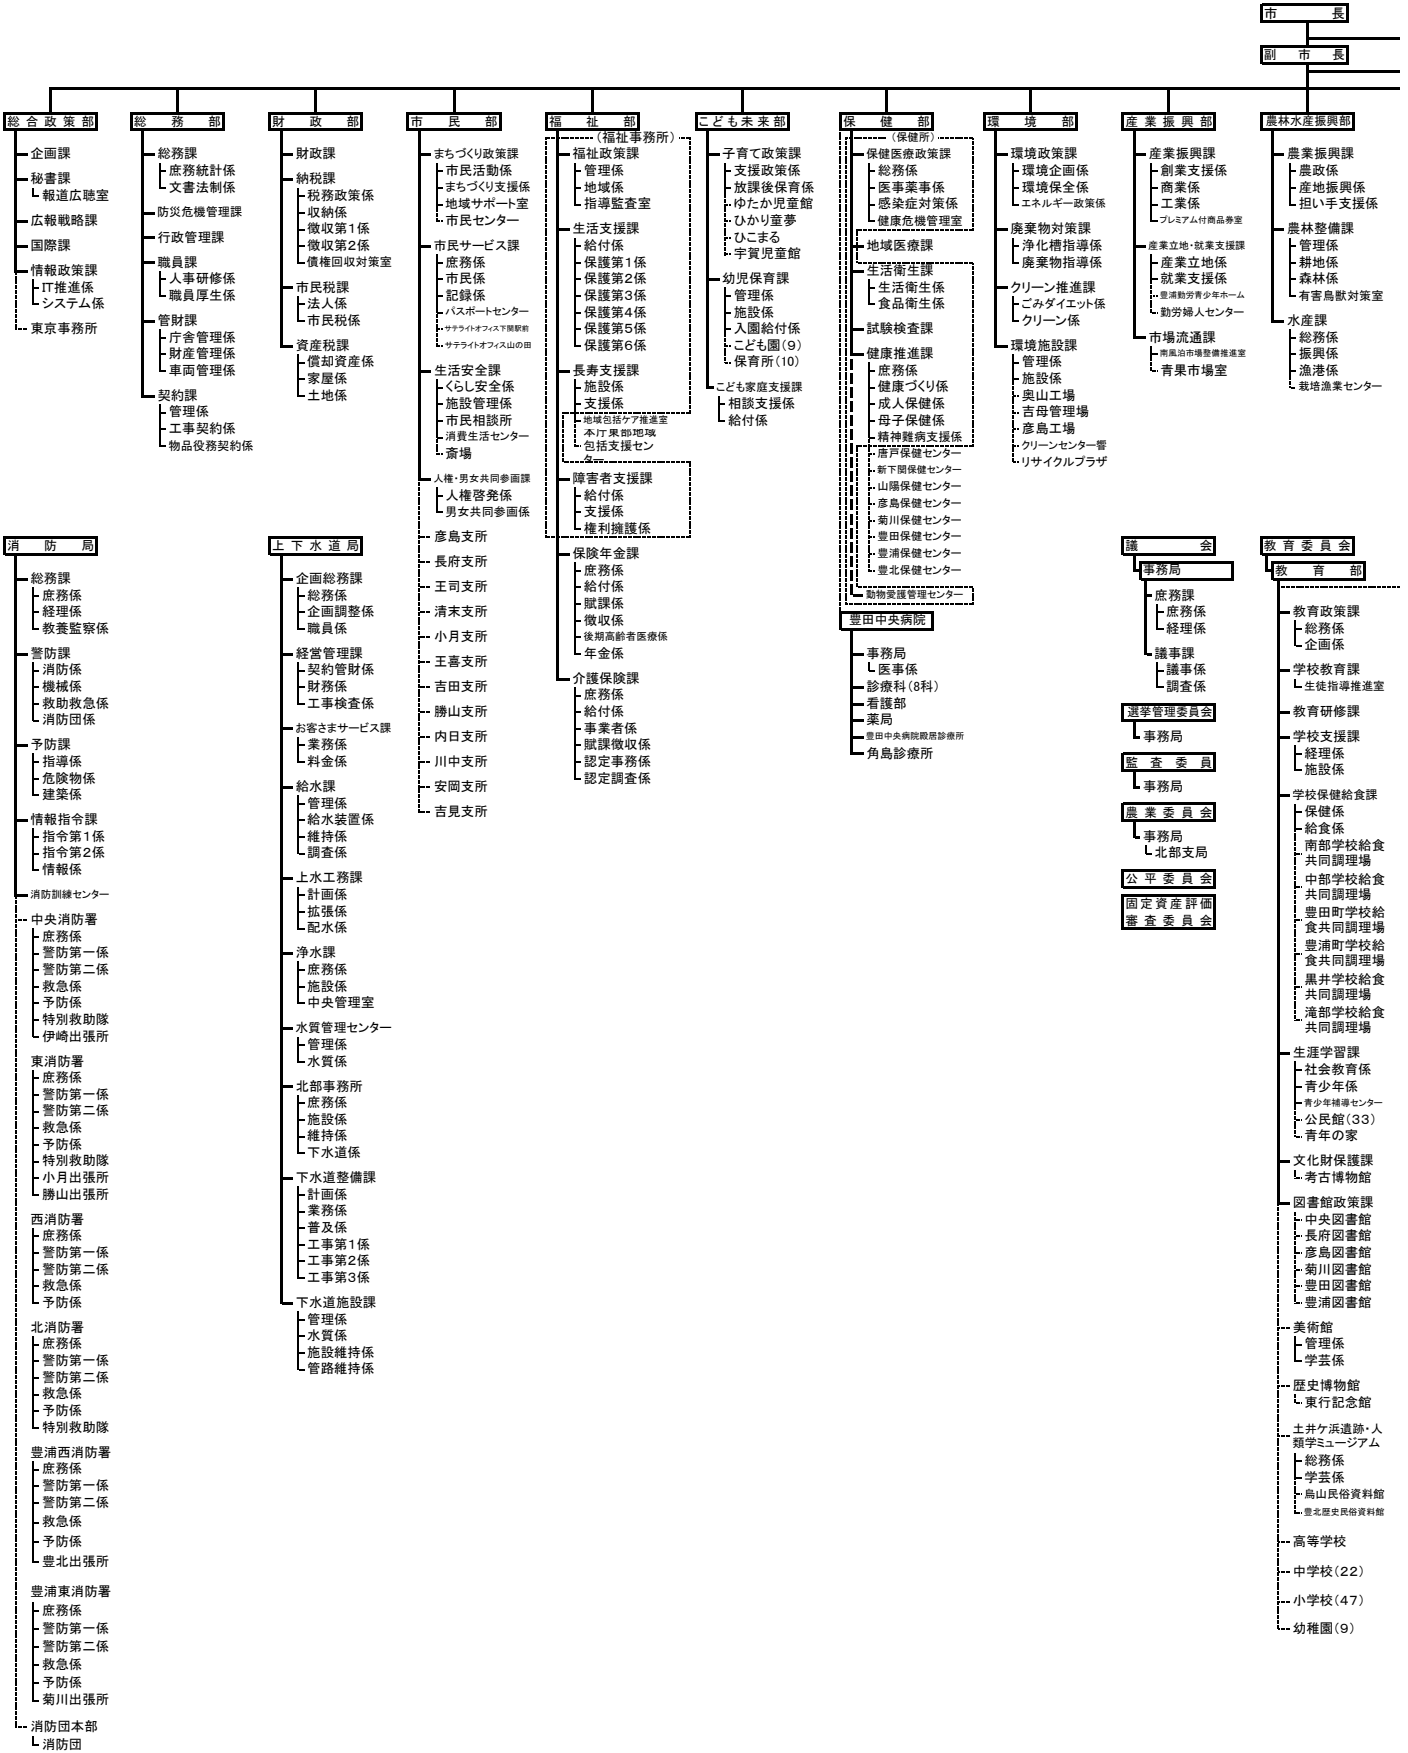 市長
副市長
総合政策部
企画課
秘書課
報道広聴室
広報戦略課
国際課
情報政策課
IT推進係
システム係
東京事務所
総務部
総務課
庶務統計係
文書法制係
防災危機管理課
行政管理課
職員課
人事研修係
職員厚生係
管財課
庁舎管理係
財産管理係
車両管理係
契約課
管理係
工事契約係
物品役務契約係
財政部
財政課
納税課
税務政策係
収納係
徴収第1係
徴収第2係
債権回収対策室
市民税課
法人係
市民税係
資産税課
償却資産係
家屋係
土地係
市民部
まちづくり政策課
市民活動係
まちづくり支援係
地域サポート室
市民センター
市民サービス課
庶務係
市民係
記録係
パスポートセンター
サテライトオフィス下関駅前
サテライトオフィス山の田
生活安全課
くらし安全係
施設管理係
市民相談所
消費生活センター
斎場
人権・男女共同参画課
人権啓発係
男女共同参画係
彦島支所
長府支所
王司支所
清末支所
小月支所
王喜支所
吉田支所
勝山支所
内日支所
川中支所
安岡支所
吉見支所
福祉部
(福祉事務所)
福祉政策課
管理係
地域係
指導監査室
生活支援課
給付係
保護第1係
保護第2係
保護第3係
保護第4係
保護第5係
保護第6係
長寿支援課
施設係
支援係
地域包括ケア推進室
本庁東部地域
包括支援セン
ター
障害者支援課
給付係
支援係
権利擁護係
保険年金課
庶務係
給付係
賦課係
徴収係
後期高齢者医療係
年金係
介護保険課
庶務係
給付係
事業者係
賦課徴収係
認定事務係
認定調査係
こども未来部
子育て政策課
支援政策係
放課後保育係
ゆたか児童館
ひかり童夢
ひこまる
宇賀児童館
幼児保育課
管理係
施設係
入園給付係
こども園(9)
保育所(10)
こども家庭支援課
相談支援係
給付係
保健部
(保健所)
保健医療政策課
総務係
医事薬事係
感染症対策係
健康危機管理室
地域医療課
生活衛生課
生活衛生係
食品衛生係
試験検査課
健康推進課
庶務係
健康づくり係
成人保健係
母子保健係
精神難病支援係
唐戸保健センター
新下関保健センター
山陽保健センター
彦島保健センター
菊川保健センター
豊田保健センター
豊浦保健センター
豊北保健センター
動物愛護管理センター
豊田中央病院
事務局
医事係
診療科(8科)
看護部
薬局
豊田中央病院殿居診療所
角島診療所
環境部
環境政策課
環境企画係
環境保全係
エネルギー政策係
廃棄物対策課
浄化槽指導係
廃棄物指導係
クリーン推進課
ごみダイエット係
クリーン係
環境施設課
管理係
施設係
奥山工場
吉母管理場
彦島工場
クリーンセンター響
リサイクルプラザ
産業振興部
産業振興課
創業支援係
商業係
工業係
プレミアム付商品券室
産業立地・就業支援課
産業立地係
就業支援係
豊浦勤労青少年ホーム
勤労婦人センター
市場流通課
南風泊市場整備推進室
青果市場室
農林水産振興部
農業振興課
農政係
産地振興係
担い手支援係
農林整備課
管理係
耕地係
森林係
有害鳥獣対策室
水産課
総務係
振興係
漁港係
栽培漁業センター
消防局
総務課
庶務係
経理係
教養監察係
警防課
消防係
機械係
救助救急係
消防団係
予防課
指導係
危険物係
建築係
情報指令課
指令第1係
指令第2係
情報係
消防訓練センター
中央消防署
庶務係
警防第一係
警防第二係
救急係
予防係
特別救助隊
伊崎出張所
東消防署
庶務係
警防第一係
警防第二係
救急係
予防係
特別救助隊
小月出張所
勝山出張所
西消防署
庶務係
警防第一係
警防第二係
救急係
予防係
北消防署
庶務係
警防第一係
警防第二係
救急係
予防係
特別救助隊
豊浦西消防署
庶務係
警防第一係
警防第二係
救急係
予防係
豊北出張所
豊浦東消防署
庶務係
警防第一係
警防第二係
救急係
予防係
菊川出張所
消防団本部
消防団
上下水道局
企画総務課
総務係
企画調整係
職員係
経営管理課
契約管財係
財務係
工事検査係
お客さまサービス課
業務係
料金係
給水課
管理係
給水装置係
維持係
調査係
上水工務課
計画係
拡張係
配水係
浄水課
庶務係
施設係
中央管理室
水質管理センター
管理係
水質係
北部事務所
庶務係
施設係
維持係
下水道係
下水道整備課
計画係
業務係
普及係
工事第1係
工事第2係
工事第3係
下水道施設課
管理係
水質係
施設維持係
管路維持係
議会
事務局
庶務課
庶務係
経理係
議事課
議事係
調査係
選挙管理委員会
事務局
監査委員
事務局
農業委員会
事務局
北部支局
公平委員会
固定資産評価
審査委員会
教育委員会
教育部
教育政策課
総務係
企画係
学校教育課
生徒指導推進室
教育研修課
学校支援課
経理係
施設係
学校保健給食課
保健係
給食係
南部学校給食
共同調理場
中部学校給食
共同調理場
豊田町学校給
食共同調理場
豊浦町学校給
食共同調理場
黒井学校給食
共同調理場
滝部学校給食
共同調理場
生涯学習課
社会教育係
青少年係
青少年補導センター
公民館(33)
青年の家
文化財保護課
考古博物館
図書館政策課
中央図書館
長府図書館
彦島図書館
菊川図書館
豊田図書館
豊浦図書館
美術館
管理係
学芸係
歴史博物館
東行記念館
土井ケ浜遺跡・人
類学ミュージアム
総務係
学芸係
烏山民俗資料館
豊北歴史民俗資料館
高等学校
中学校(22)
小学校(47)
幼稚園(9)